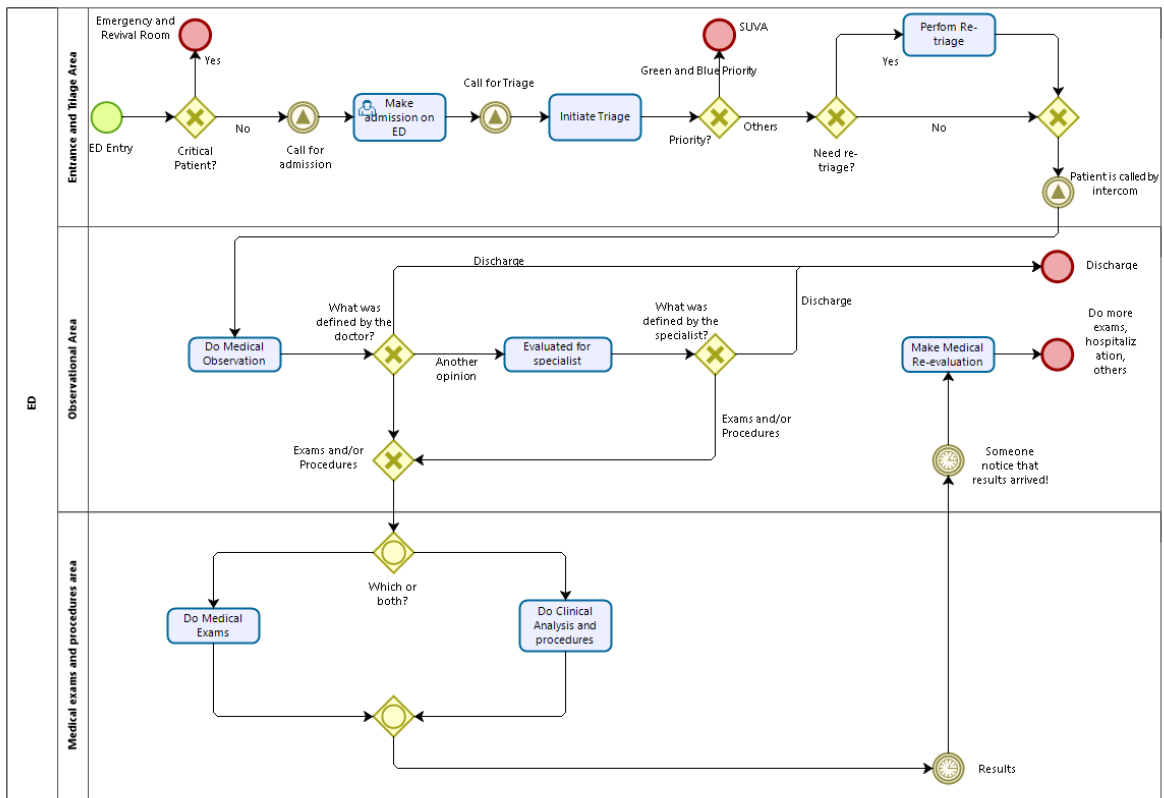 ED
Entrance and Triage Area
Emergency and
Revival Room
Yes
ED Entry
Critical
Patient?
No
Call for
admission
Make
admission on
ED
Call for Triage
Initiate Triage
SUVA
Green and Blue Priority
Priority?
Others
Need re-
triage?
Yes
Perfom Re-
triage
No
Patient is called by
intercom
Observational Area
Do Medical
Observation
What was
defined by the
doctor?
Discharge
Another
opinion
Evaluated for
specialist
What was
defined by the
specialist?
Discharge
Discharge
Exams and/or
Procedures
Exams and/or
Procedures
Make Medical
Re-evaluation
Do more
exams,
hospitaliz
ation,
others
Someone
notice that
results arrived!
Medical exams and procedures area
Which or
both?
Do Medical
Exams
Do Clinical
Analysis and
procedures
Results